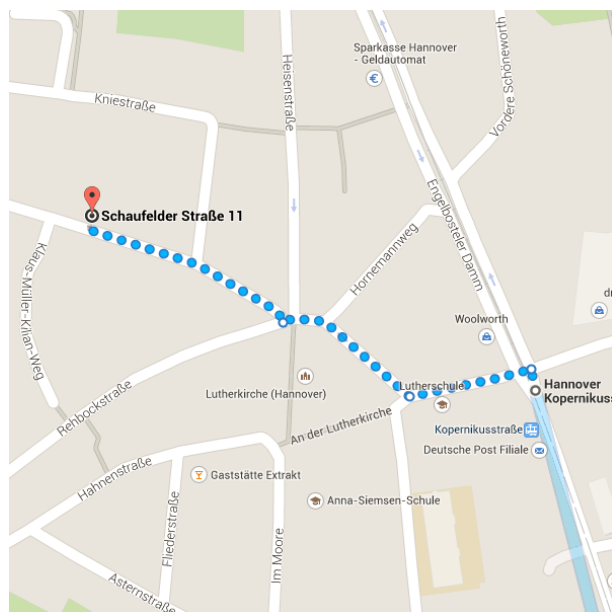 Sparkasse Hannover
- Geldautomat
Vordere Schöneworth
Heisenstraße
Kniestraße
Engelbosteler Damm
Schaufelder Straße 11
Klaus-Müller-Kilian-Weg
Hornemannweg
Woolworth
Lutherkirche (Hannover)
Lutherschule
Hannover
Kopernikuss
Rehbockstraße
An der Lutherkirche
Kopernikusstraße
Deutsche Post Filiale
Hahnenstraße
Gaststätte Extrakt
Anna-Siemsen-Schule
Fliederstraße
Im Moore
Asternstraße